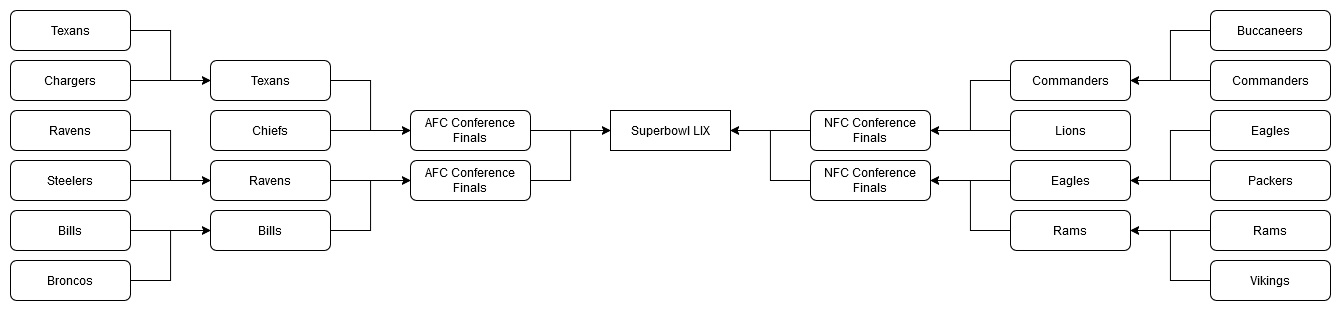 Texans
Chargers
Ravens
Steelers
Bills
Broncos
Texans
Chiefs
Ravens
Bills
AFC Conference
Finals
AFC Conference
Finals
Superbowl LIX
NFC Conference
Finals
NFC Conference
Finals
Commanders
Lions
Eagles
Rams
Buccaneers
Commanders
Eagles
Packers
Rams
Vikings